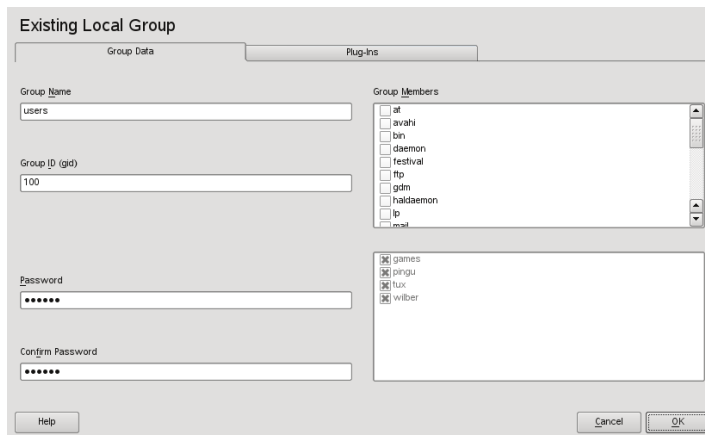 Existing Local Group
Group Data
Plug-Ins
Group Name
users
Group ID (gid)
100
Password
●●●●●●
Confirm Password
●●●●●●
Group Members
at
avahi
bin
daemon
festival
ftp
gdm
haldaemon
lp
mail
games
pingu
tux
wilber
Help
Cancel
OK